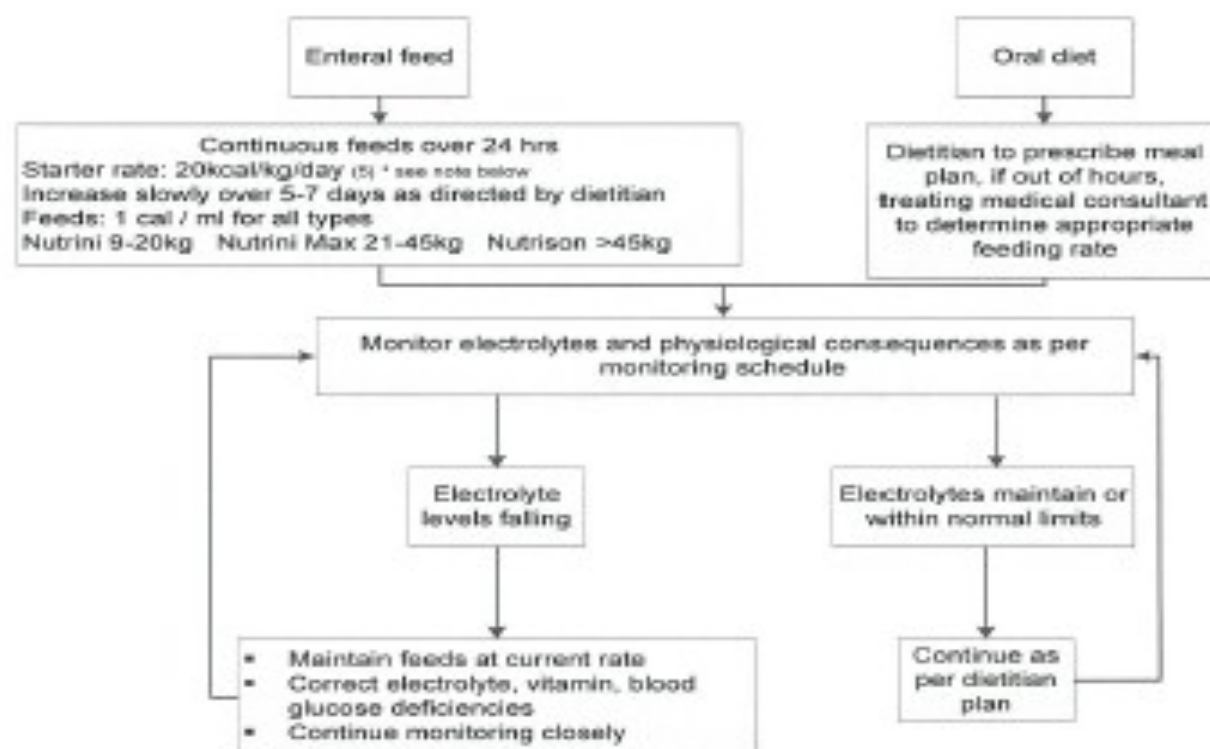 Enteral feed
Oral diet
Continuous feeds over 24 hrs
Starter rate: 20kcal/kg/day (5) * see note below
Increase slowly over 5-7 days as directed by dietitian
Feeds: 1 cal / ml for all types
Nutrini 9-20kg Nutrini Max 21-45kg Nutrison >45kg
Dietitian to prescribe meal
plan, if out of hours,
treating medical consultant
to determine appropriate
feeding rate
Monitor electrolytes and physiological consequences as per
monitoring schedule
Electrolyte
levels falling
Electrolytes maintain or
within normal limits
▪ Maintain feeds at current rate
▪ Correct electrolyte, vitamin, blood
glucose deficiencies
▪ Continue monitoring closely
Continue as
per dietitian
plan